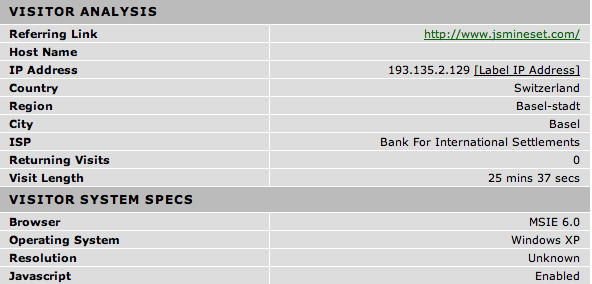 VISITOR ANALYSIS
Referring Link http://www.jsmineset.com/
Host Name
IP Address 193.135.2.129 [Label IP Address]
Country Switzerland
Region Basel-stadt
City Basel
ISP Bank For International Settlements
Returning Visits 0
Visit Length 25 mins 37 secs
VISITOR SYSTEM SPECS
Browser MSIE 6.0
Operating System Windows XP
Resolution Unknown
Javascript Enabled